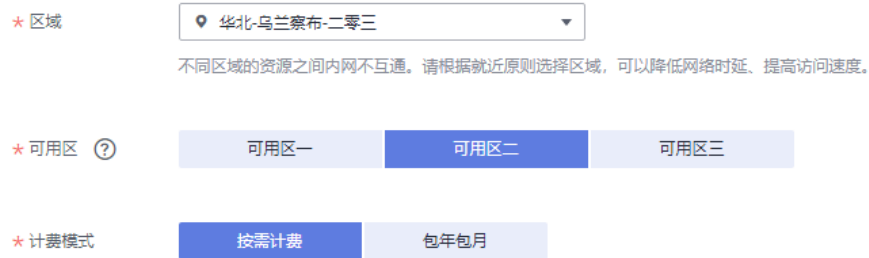 * 区域 华北-乌兰察布-二零三
不同区域的资源之间内网不互通。请根据就近原则选择区域，可以降低网络时延、提高访问速度。
* 可用区 ? 可用区一 可用区二 可用区三
* 计费模式 按需计费 包年包月